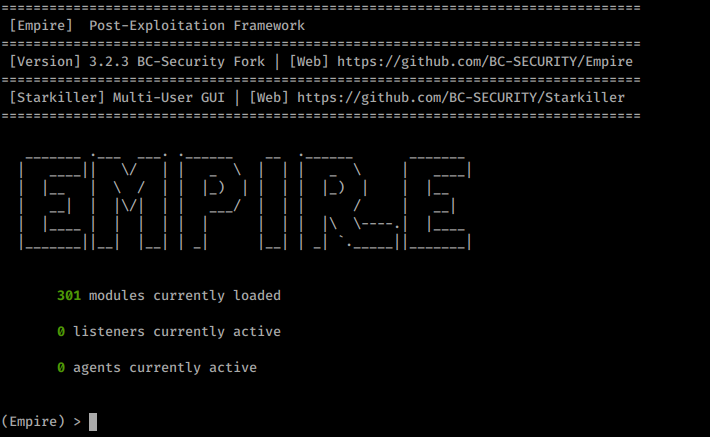 [Empire] Post-Exploitation Framework
[Version] 3.2.3 BC-Security Fork | [Web] https://github.com/BC-SECURITY/Empire
[Starkiller] Multi-User GUI | [Web] https://github.com/BC-SECURITY/Starkiller
EMPIRE
301 modules currently loaded
0 listeners currently active
0 agents currently active
(Empire) >